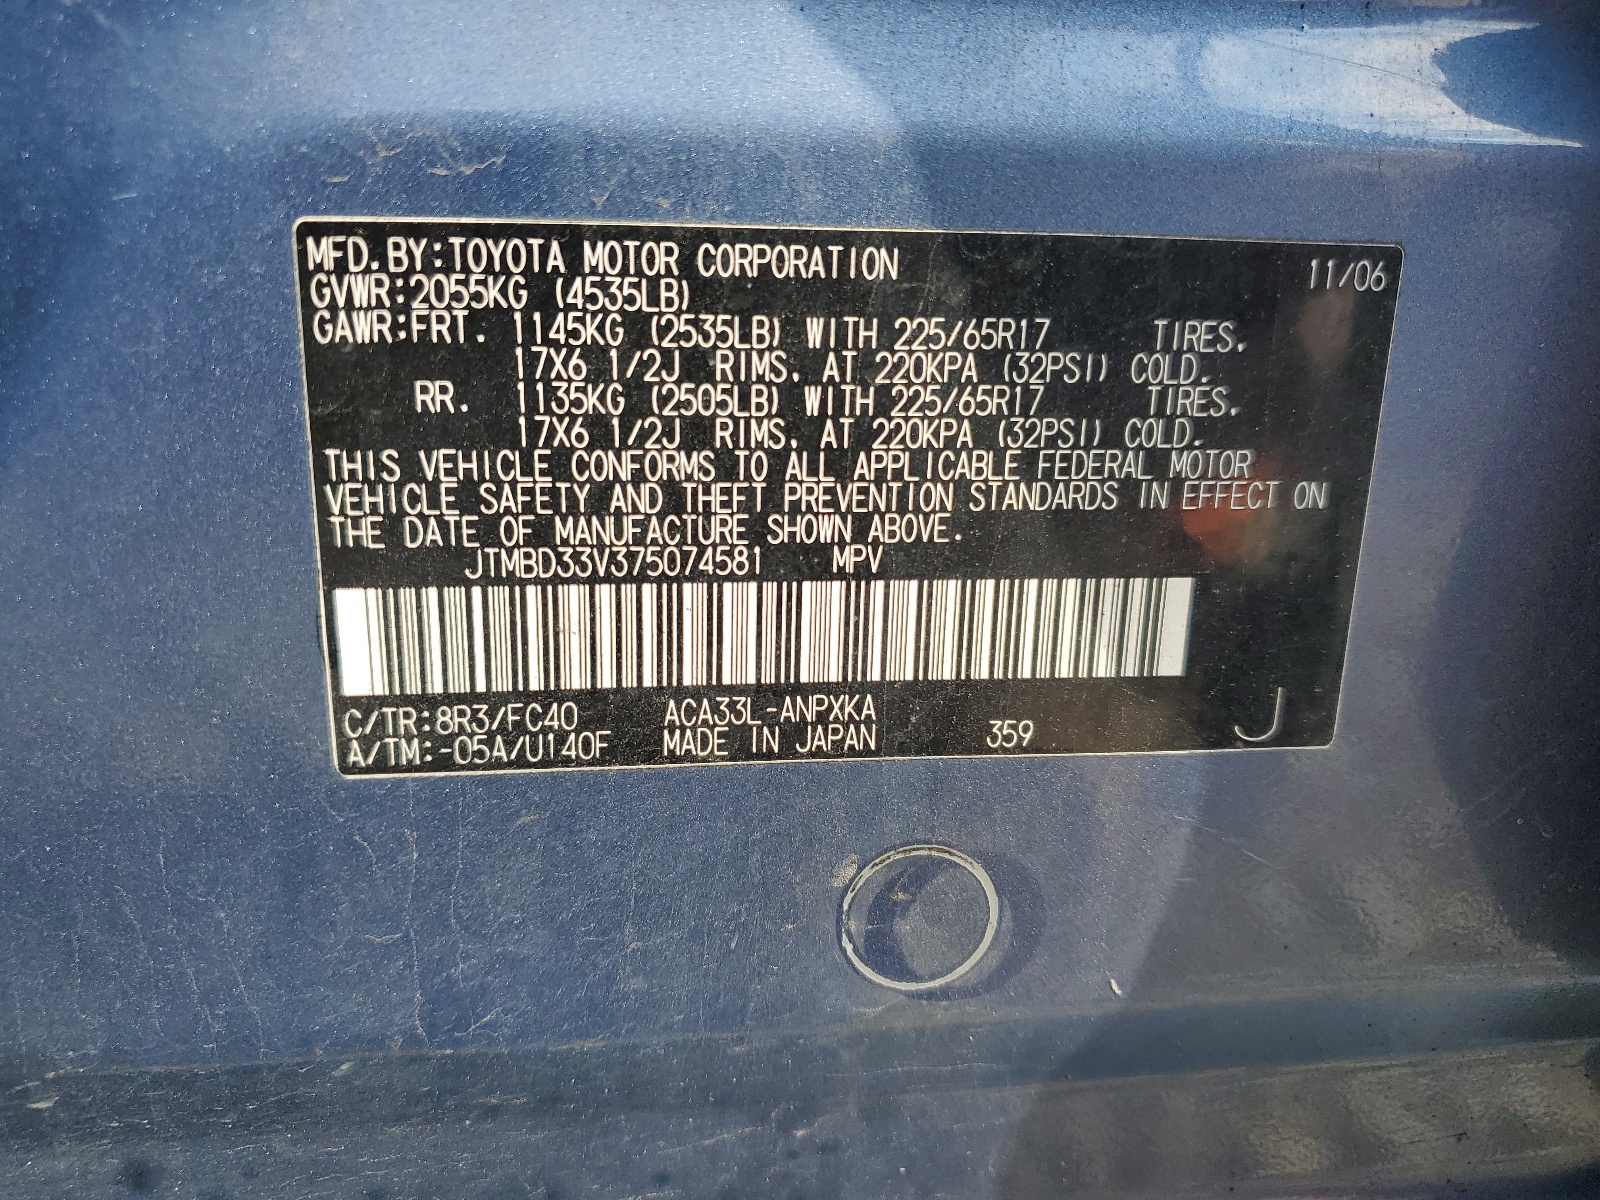 MFD. BY: TOYOTA MOTOR CORPORATION 11/06
GVWR: 2055KG (4535LB)
GAWR: FRT. 1145KG (2535LB) WITH 225/65R17 TIRES.
17X6 1/2J RIMS. AT 220KPA (32PSI) COLD.
RR. 1135KG (2505LB) WITH 225/65R17 TIRES.
17X6 1/2J RIMS. AT 220KPA (32PSI) COLD.
THIS VEHICLE CONFORMS TO ALL APPLICABLE FEDERAL MOTOR
VEHICLE SAFETY AND THEFT PREVENTION STANDARDS IN EFFECT ON
THE DATE OF MANUFACTURE SHOWN ABOVE.
JTMBD33V375074581 MPV
C/TR: 8R3/FC40 ACA33L-ANPXKA
A/TM: -05A/U140F MADE IN JAPAN 359 J